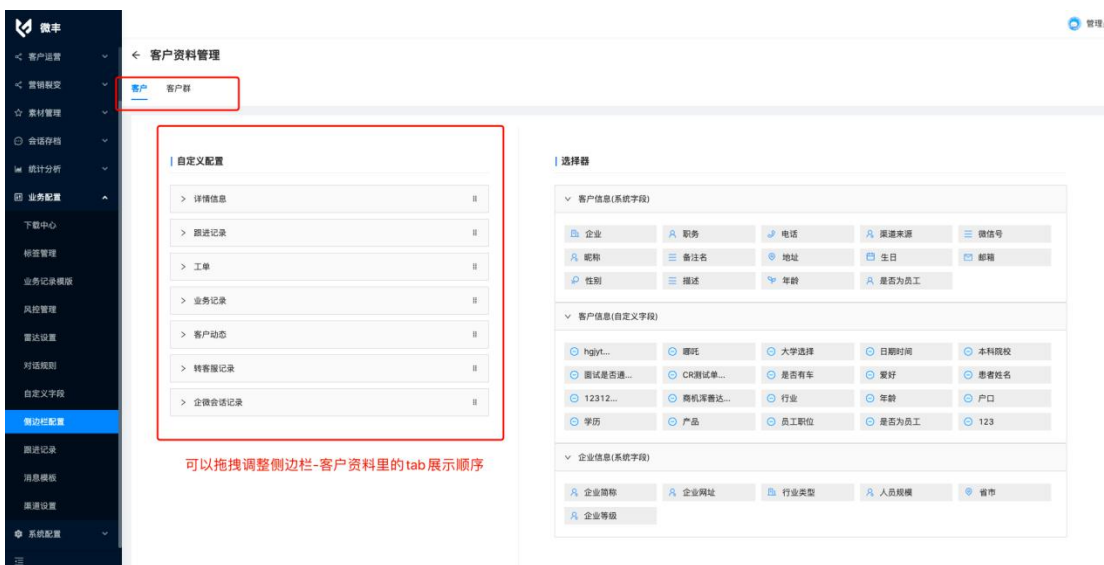 微丰
管理
客户运营
营销裂变
素材管理
会话存档
统计分析
业务配置
下载中心
标签管理
业务记录模版
风控管理
雷达设置
对话规则
自定义字段
侧边栏配置
跟进记录
消息模板
渠道设置
系统配置
客户资料管理
客户 客户群
自定义配置
详情信息
跟进记录
工单
业务记录
客户动态
转客服记录
企微会话记录
可以拖拽调整侧边栏-客户资料里的tab展示顺序
选择器
客户信息(系统字段)
企业 职务 电话 渠道来源 微信号
昵称 备注名 地址 生日 邮箱
性别 描述 年龄 是否为员工
客户信息(自定义字段)
hgjyt... 哪吒 大学选择 日期时间 本科院校
面试是否通... CR测试单... 是否有车 爱好 患者姓名
12312... 商机浑善达... 行业 年龄 户口
学历 产品 员工职位 是否为员工 123
企业信息(系统字段)
企业简称 企业网址 行业类型 人员规模 省市
企业等级